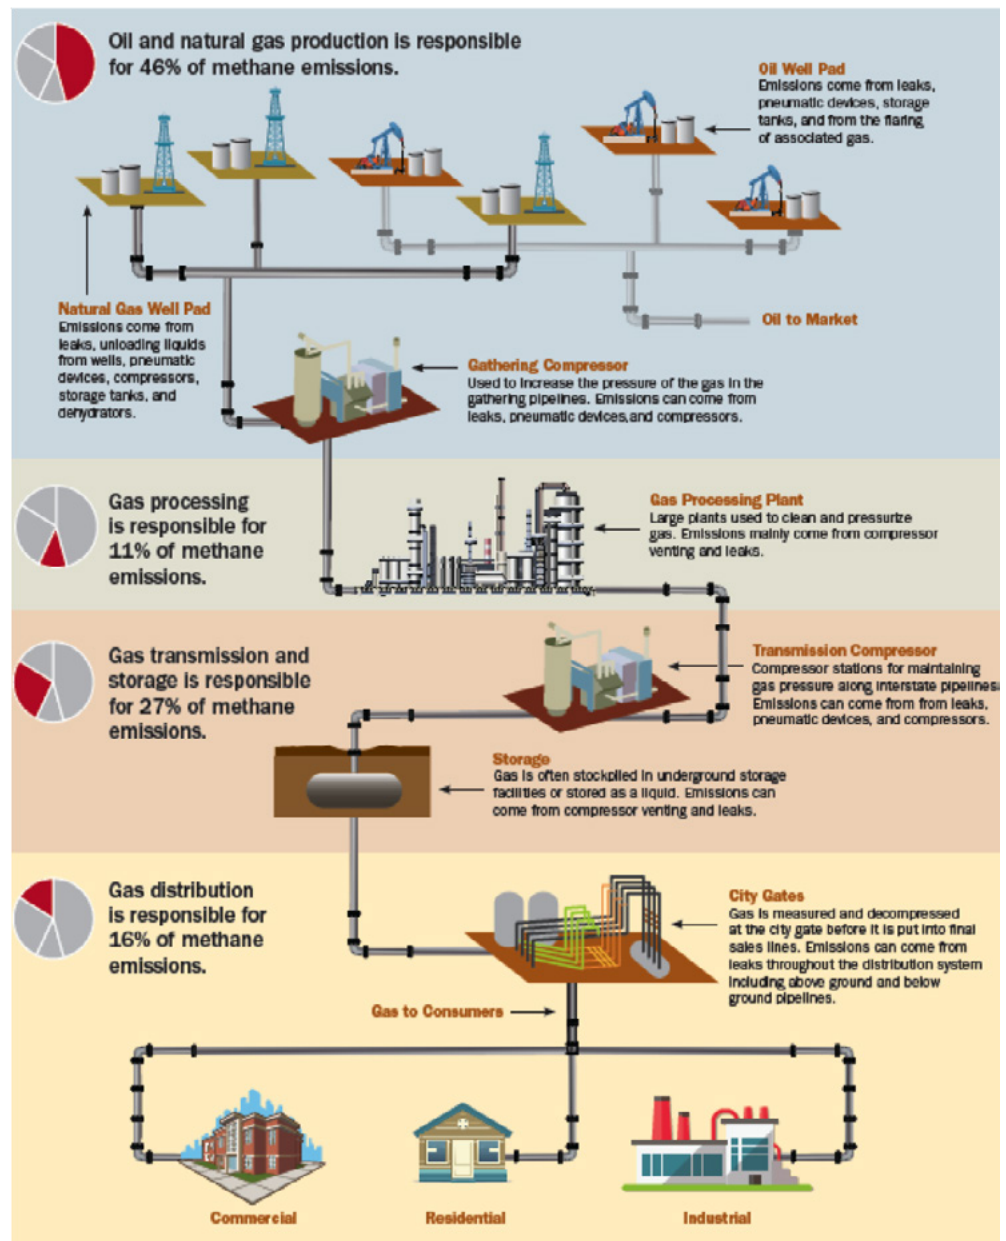 Oil and natural gas production is responsible
for 46% of methane emissions.
Oil Well Pad
Emissions come from leaks,
pneumatic devices, storage
tanks, and from the flaring
of associated gas.
Natural Gas Well Pad
Emissions come from
leaks, unloading liquids
from wells, pneumatic
devices, compressors,
storage tanks, and
dehydrators.
Oil to Market
Gathering Compressor
Used to increase the pressure of the gas in the
gathering pipelines. Emissions can come from
leaks, pneumatic devices,and compressors.
Gas processing
is responsible for
11% of methane
emissions.
Gas Processing Plant
Large plants used to clean and pressurize
gas. Emissions mainly come from compressor
venting and leaks.
Gas transmission and
storage is responsible
for 27% of methane
emissions.
Transmission Compressor
Compressor stations for maintaining
gas pressure along interstate pipelines.
Emissions can come from from leaks,
pneumatic devices, and compressors.
Storage
Gas is often stockpiled in underground storage
facilities or stored as a liquid. Emissions can
come from compressor venting and leaks.
Gas distribution
is responsible for
16% of methane
emissions.
City Gates
Gas is measured and decompressed
at the city gate before it is put into final
sales lines. Emissions can come from
leaks throughout the distribution system
including above ground and below
ground pipelines.
Gas to Consumers
Commercial
Residential
Industrial